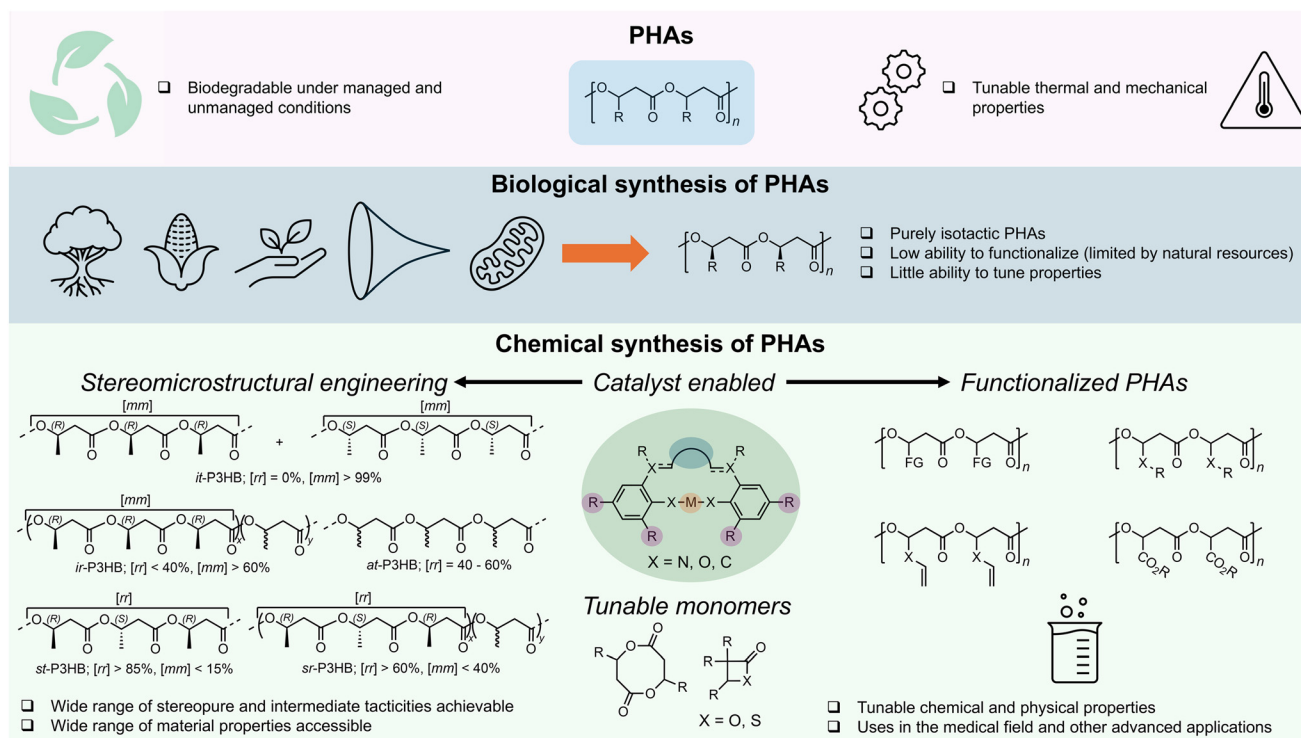 PHAs
❑ Biodegradable under managed and
unmanaged conditions
O O
R O R O n
❑ Tunable thermal and mechanical
properties
Biological synthesis of PHAs
O O
R O R O n
❑ Purely isotactic PHAs
❑ Low ability to functionalize (limited by natural resources)
❑ Little ability to tune properties
Chemical synthesis of PHAs
Stereomicrostructural engineering
Catalyst enabled
Functionalized PHAs
[mm]
O (R) O (R) O (R)
O O O
+
[mm]
O (S) O (S) O (S)
O O O
it-P3HB; [rr] = 0%, [mm] > 99%
[mm]
O (R) O (R) O (R) x O y
O O O O
ir-P3HB; [rr] < 40%, [mm] > 60%
O O O
O O O
at-P3HB; [rr] = 40 - 60%
[rr]
O (R) O (S) O (R)
O O O
st-P3HB; [rr] > 85%, [mm] < 15%
[rr]
O (R) O (S) O (R) x O y
O O O O
sr-P3HB; [rr] > 60%, [mm] < 40%
❑ Wide range of stereopure and intermediate tacticities achievable
❑ Wide range of material properties accessible
R R
X X
R X M X R
R R
X = N, O, C
Tunable monomers
O
R O
O R
O
R
R O
R X
X = O, S
O O
FG O FG O n
O O
X O X O n
R R
O O
X O X O n
O O
CO2R O CO2R O n
❑ Tunable chemical and physical properties
❑ Uses in the medical field and other advanced applications